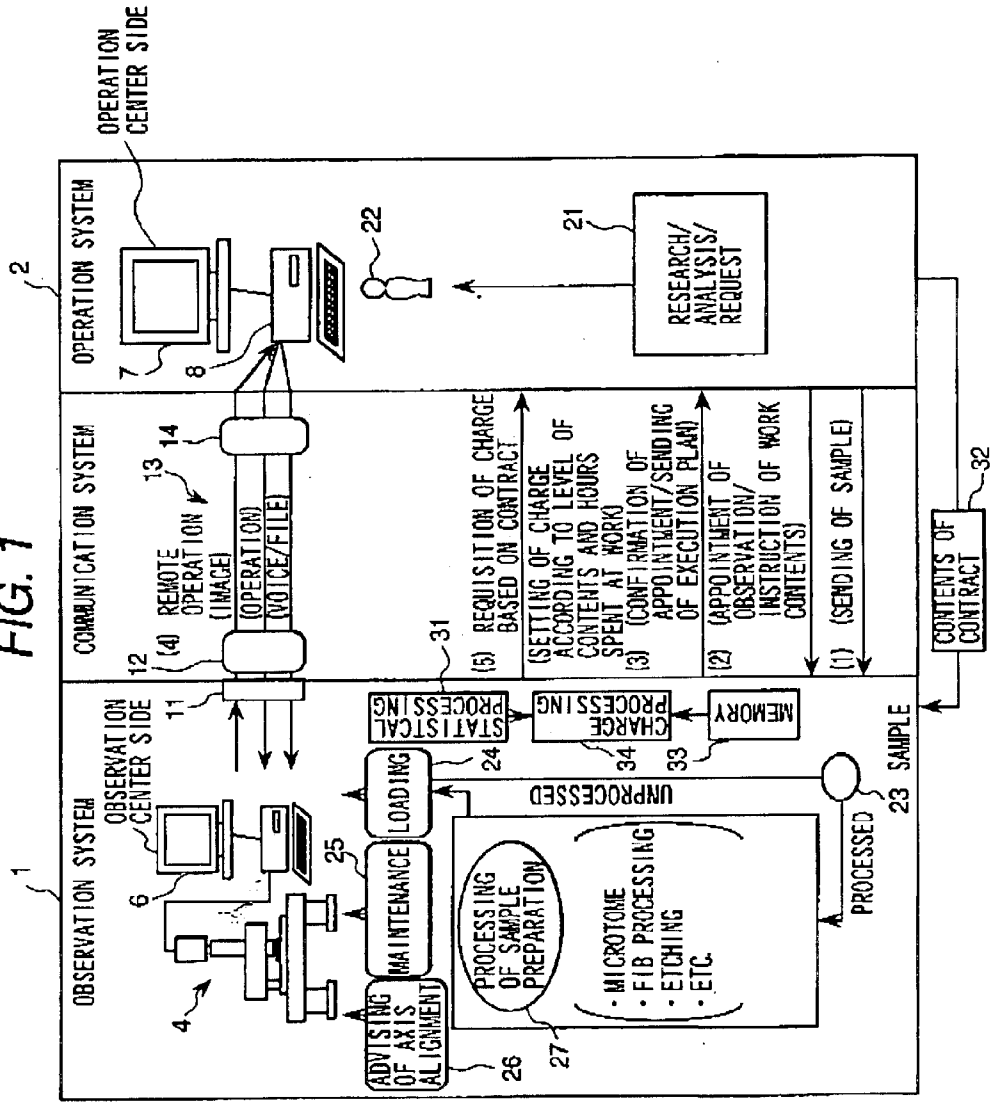 FIG. 1
1
OBSERVATION SYSTEM
OBSERVATION
CENTER SIDE
6
4
ADVISING
OF AXIS
ALIGNMENT
26
MAINTENANCE
25
LOADING
24
STATISTICAL
PROCESSING
31
CHARGE
PROCESSING
34
MEMORY
33
PROCESSING
OF SAMPLE
PREPARATION
27
· MICROTOME
· FIB PROCESSING
· ETCHING
· ETC.
UNPROCESSED
PROCESSED
SAMPLE
23
COMMUNICATION SYSTEM
11
12
(4) REMOTE
OPERATION
(IMAGE)
(OPERATION)
(VOICE/FILE)
13
14
(5) REQUISITION OF CHARGE
BASED ON CONTRACT
(SETTING OF CHARGE
ACCORDING TO LEVEL OF
CONTENTS AND HOURS
SPENT AT WORK)
(3) (CONFIRMATION OF
APPOINTMENT/SENDING
OF EXECUTION PLAN)
(2) (APPOINTMENT OF
OBSERVATION/
INSTRUCTION OF WORK
CONTENTS)
(1) (SENDING OF SAMPLE)
2
OPERATION SYSTEM
OPERATION
CENTER SIDE
7
8
22
21
RESEARCH/
ANALYSIS/
REQUEST
CONTENTS OF
CONTRACT
32